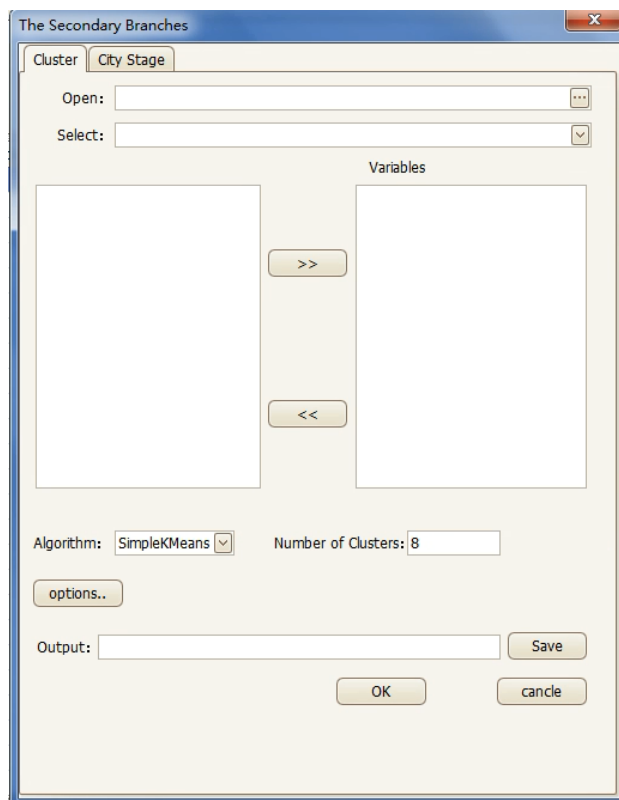 The Secondary Branches
Cluster City Stage
Open: ...
Select:
Variables
>>
<<
Algorithm: SimpleKMeans Number of Clusters: 8
options..
Output: Save
OK cancle